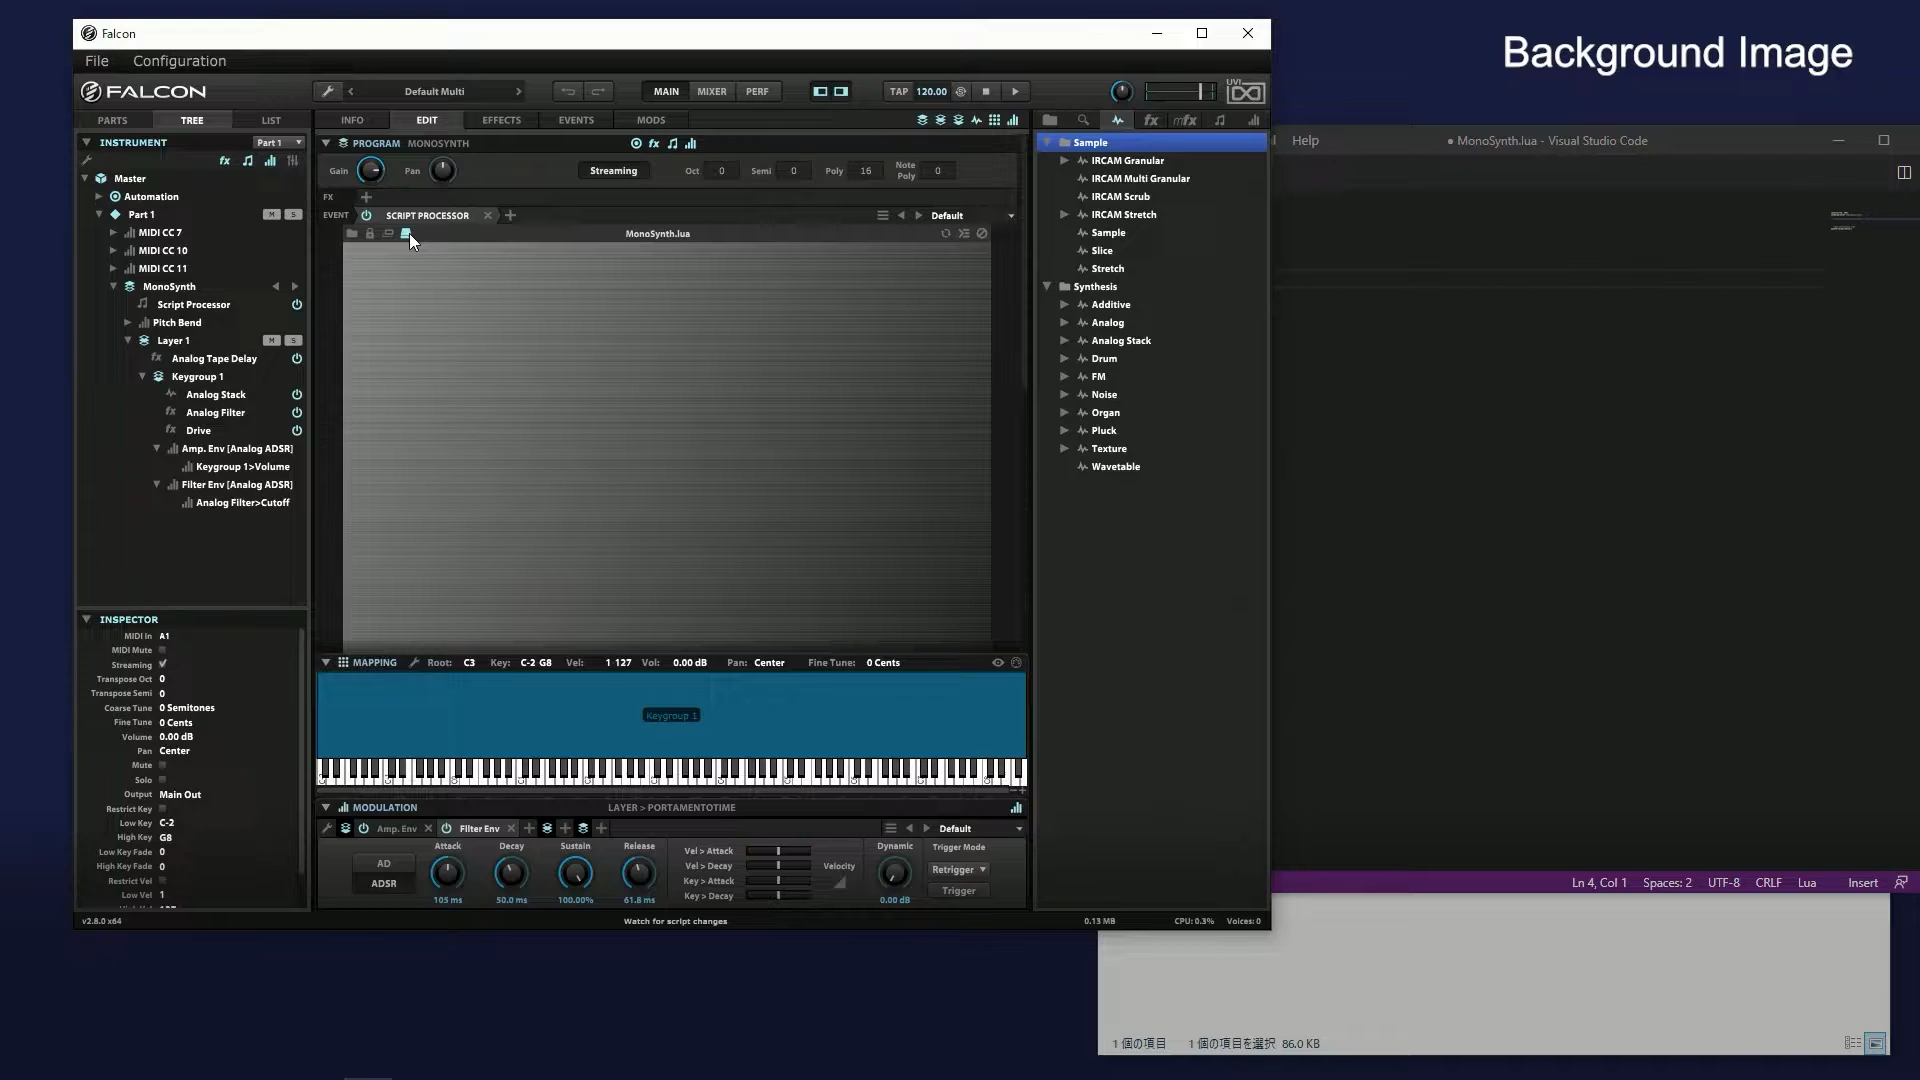 Background Image
Falcon
File Configuration
FALCON
Default Multi
MAIN MIXER PERF
TAP 120.00
UVI
PARTS TREE LIST
INFO EDIT EFFECTS EVENTS MODS
INSTRUMENT Part 1
Master
Automation
Part 1 M S
MIDI CC 7
MIDI CC 10
MIDI CC 11
MonoSynth
Script Processor
Pitch Bend
Layer 1 M S
Analog Tape Delay
Keygroup 1
Analog Stack
Analog Filter
Drive
Amp. Env [Analog ADSR]
Keygroup 1>Volume
Filter Env [Analog ADSR]
Analog Filter>Cutoff
INSPECTOR
MIDI In A1
MIDI Mute
Streaming
Transpose Oct 0
Transpose Semi 0
Coarse Tune 0 Semitones
Fine Tune 0 Cents
Volume 0.00 dB
Pan Center
Mute
Solo
Output Main Out
Restrict Key
Low Key C-2
High Key G8
Low Key Fade 0
High Key Fade 0
Restrict Vel
Low Vel 1
v2.8.0 x64
PROGRAM MONOSYNTH
Gain Pan Streaming Oct 0 Semi 0 Poly 16 Note Poly 0
FX
EVENT SCRIPT PROCESSOR Default
MonoSynth.lua
MAPPING Root: C3 Key: C-2 G8 Vel: 1 127 Vol: 0.00 dB Pan: Center Fine Tune: 0 Cents
Keygroup 1
MODULATION LAYER > PORTAMENTOTIME
Amp. Env Filter Env Default
Attack Decay Sustain Release
AD
ADSR
105 ms 50.0 ms 100.00% 61.8 ms
Vel > Attack
Vel > Decay
Key > Attack
Key > Decay
Velocity
Dynamic
0.00 dB
Trigger Mode
Retrigger
Trigger
Watch for script changes
Sample
IRCAM Granular
IRCAM Multi Granular
IRCAM Scrub
IRCAM Stretch
Sample
Slice
Stretch
Synthesis
Additive
Analog
Analog Stack
Drum
FM
Noise
Organ
Pluck
Texture
Wavetable
0.13 MB CPU: 0.3% Voices: 0
Help ● MonoSynth.lua - Visual Studio Code
Ln 4, Col 1 Spaces: 2 UTF-8 CRLF Lua Insert
1 個の項目 1 個の項目を選択 86.0 KB